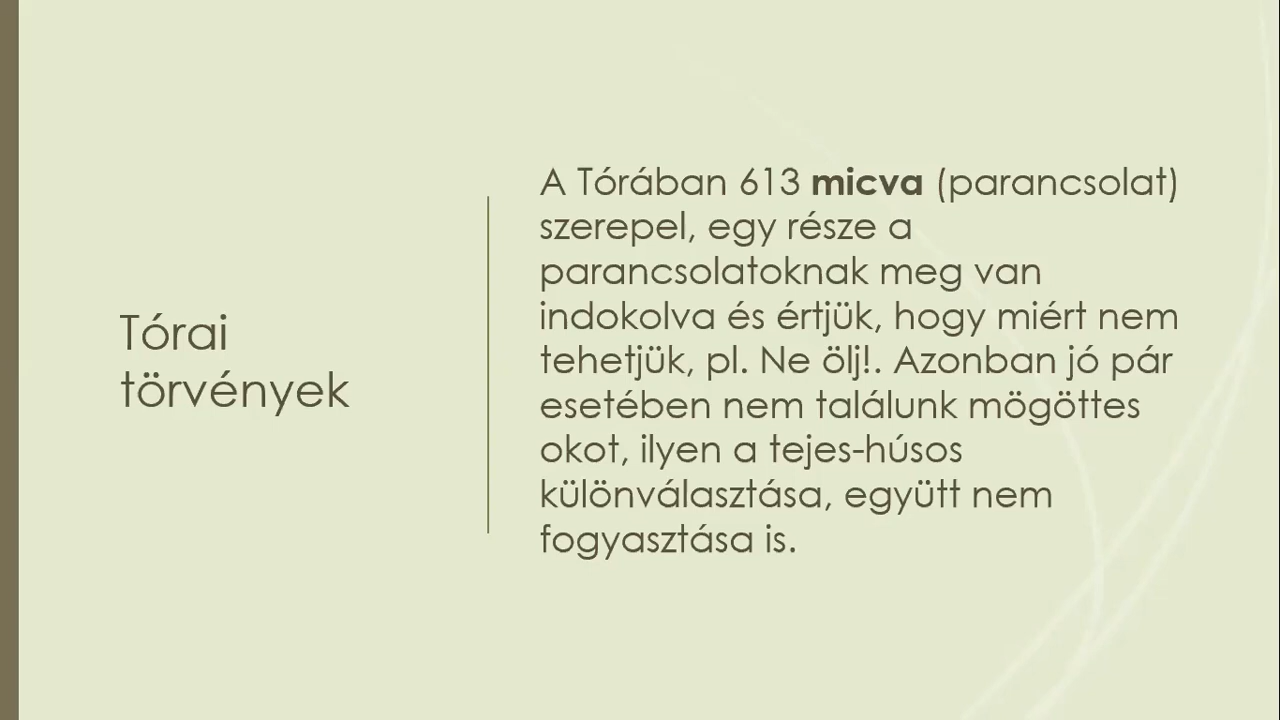 Tórai
törvények
A Tórában 613 micva (parancsolat)
szerepel, egy része a
parancsolatoknak meg van
indokolva és értjük, hogy miért nem
tehetjük, pl. Ne ölj!. Azonban jó pár
esetében nem találunk mögöttes
okot, ilyen a tejes-húsos
különválasztása, együtt nem
fogyasztása is.